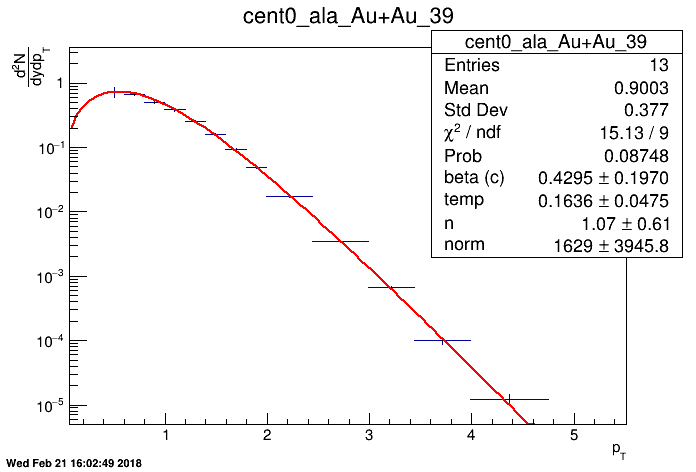 cent0_ala_Au+Au_39
cent0_ala_Au+Au_39
Entries 13
Mean 0.9003
Std Dev 0.377
χ² / ndf 15.13 / 9
Prob 0.08748
beta (c) 0.4295 ± 0.1970
temp 0.1636 ± 0.0475
n 1.07 ± 0.61
norm 1629 ± 3945.8
d²N
dydp_T
1
10⁻¹
10⁻²
10⁻³
10⁻⁴
10⁻⁵
1 2 3 4 5
p_T
Wed Feb 21 16:02:49 2018